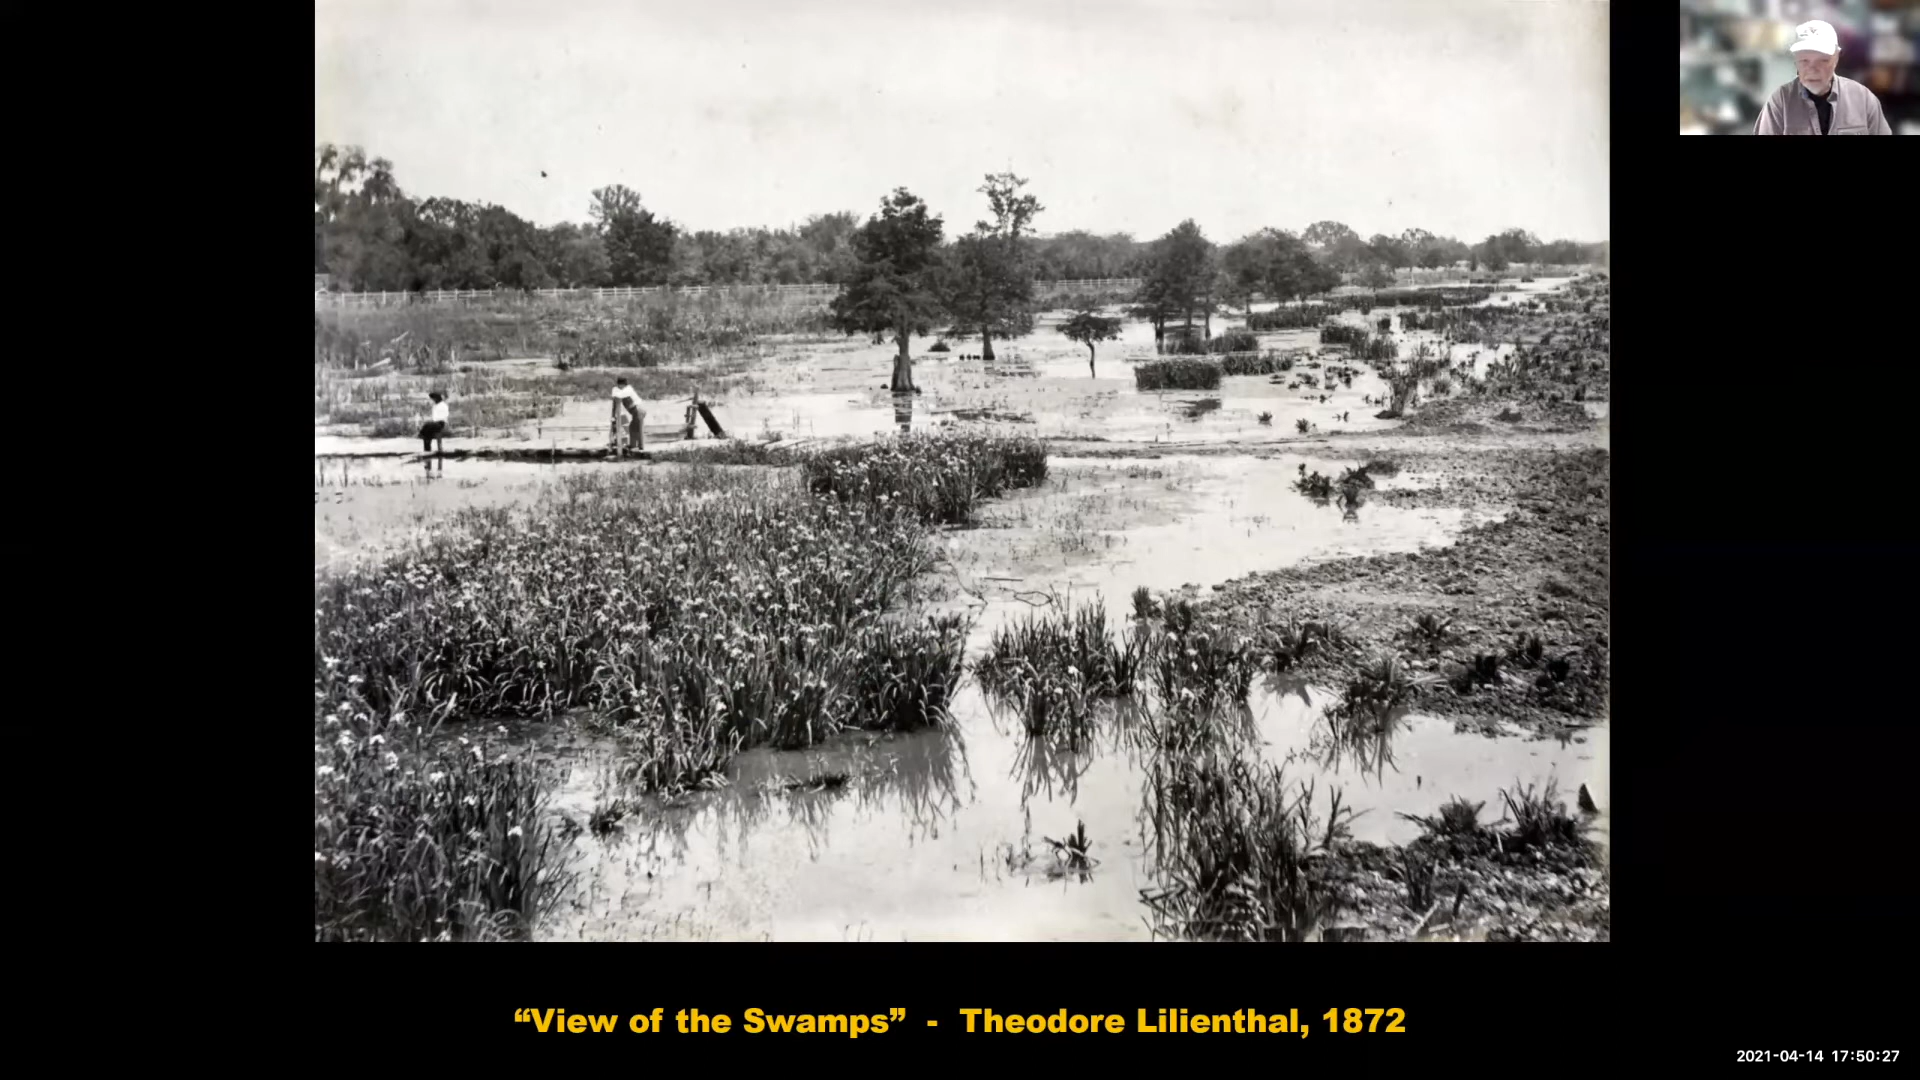 “View of the Swamps” - Theodore Lilienthal, 1872
2021-04-14 17:50:27